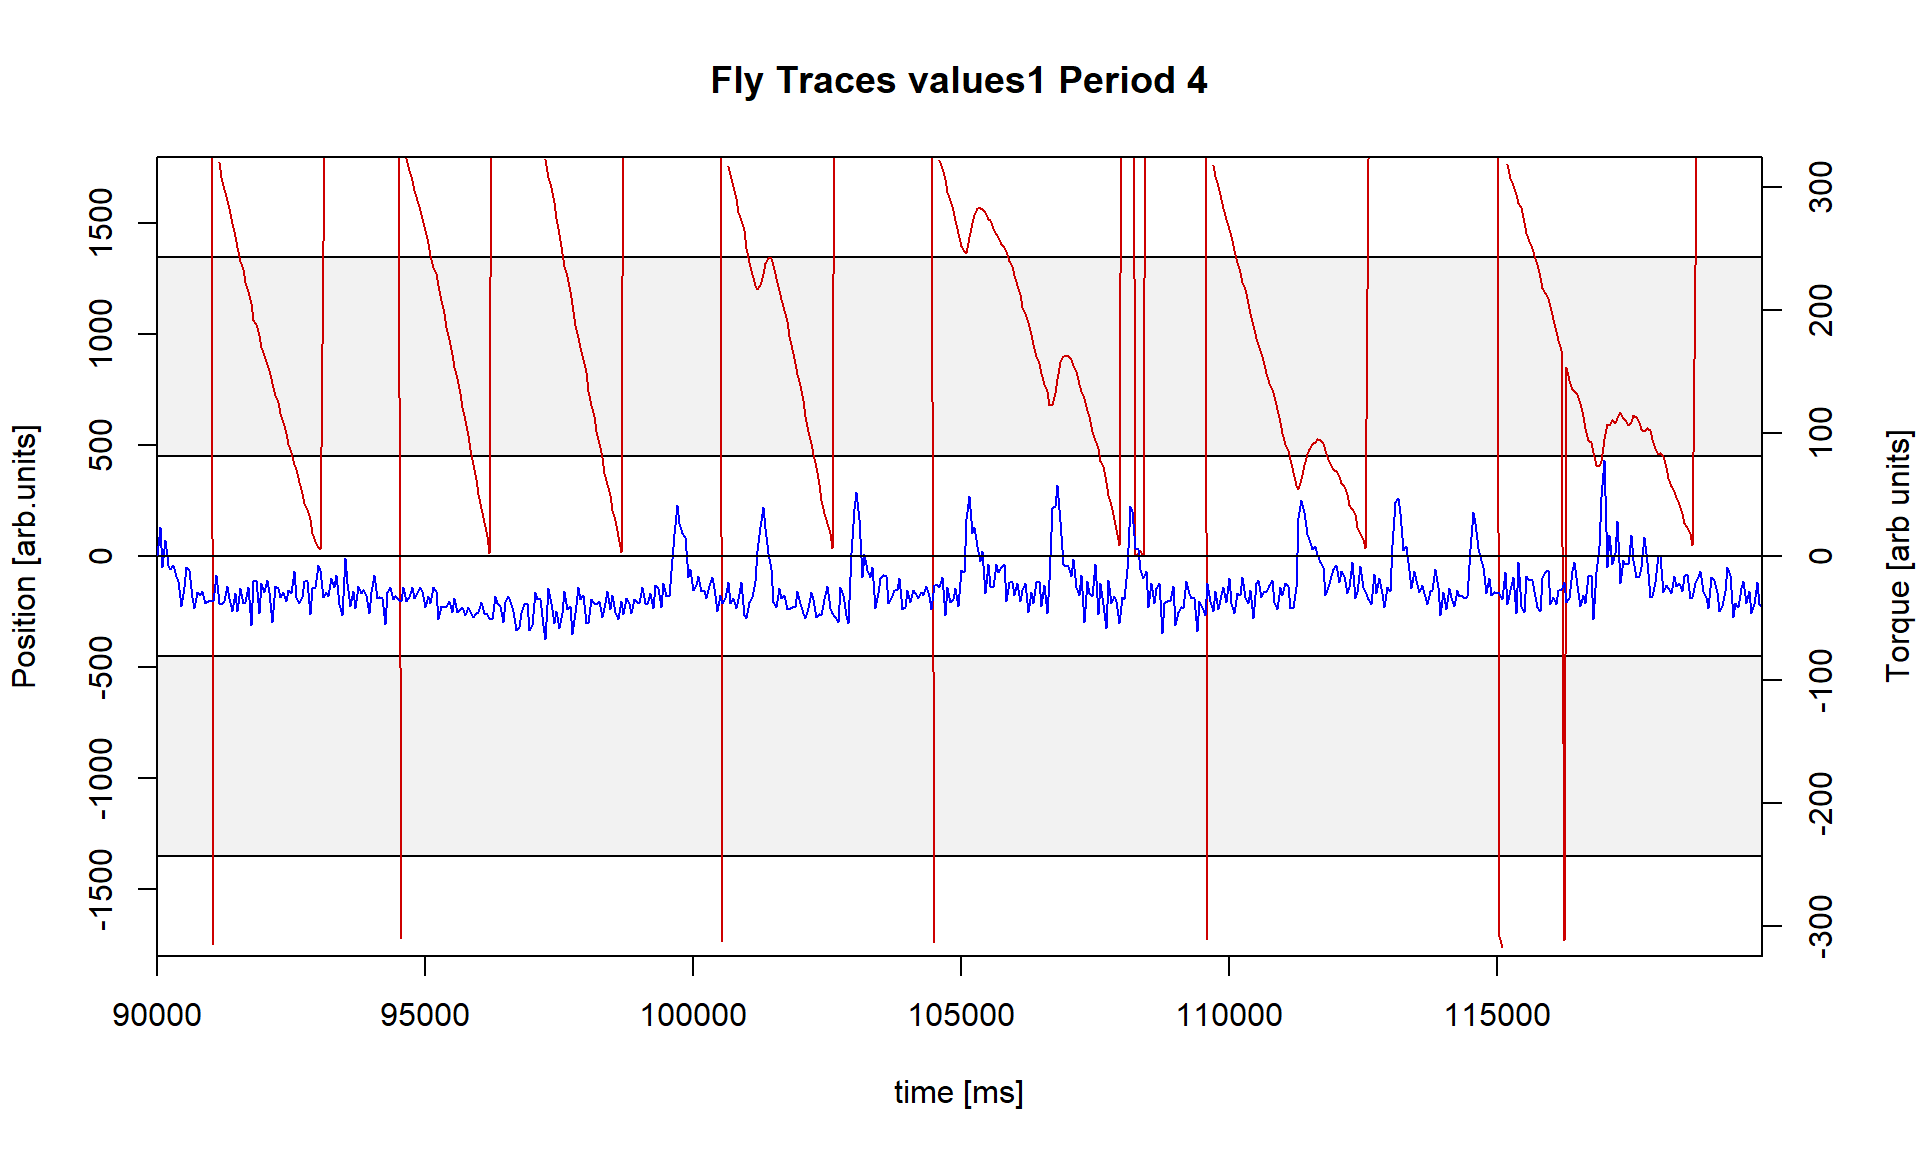 Fly Traces values1 Period 4
Position [arb.units]
1500
1000
500
0
-500
-1000
-1500
300
200
100
0
-100
-200
-300
Torque [arb units]
90000 95000 100000 105000 110000 115000
time [ms]